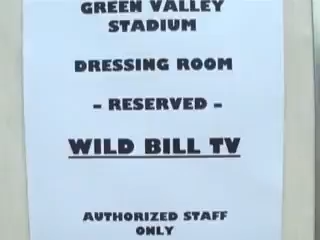 GREEN VALLEY
STADIUM
DRESSING ROOM
- RESERVED -
WILD BILL TV
AUTHORIZED STAFF
ONLY